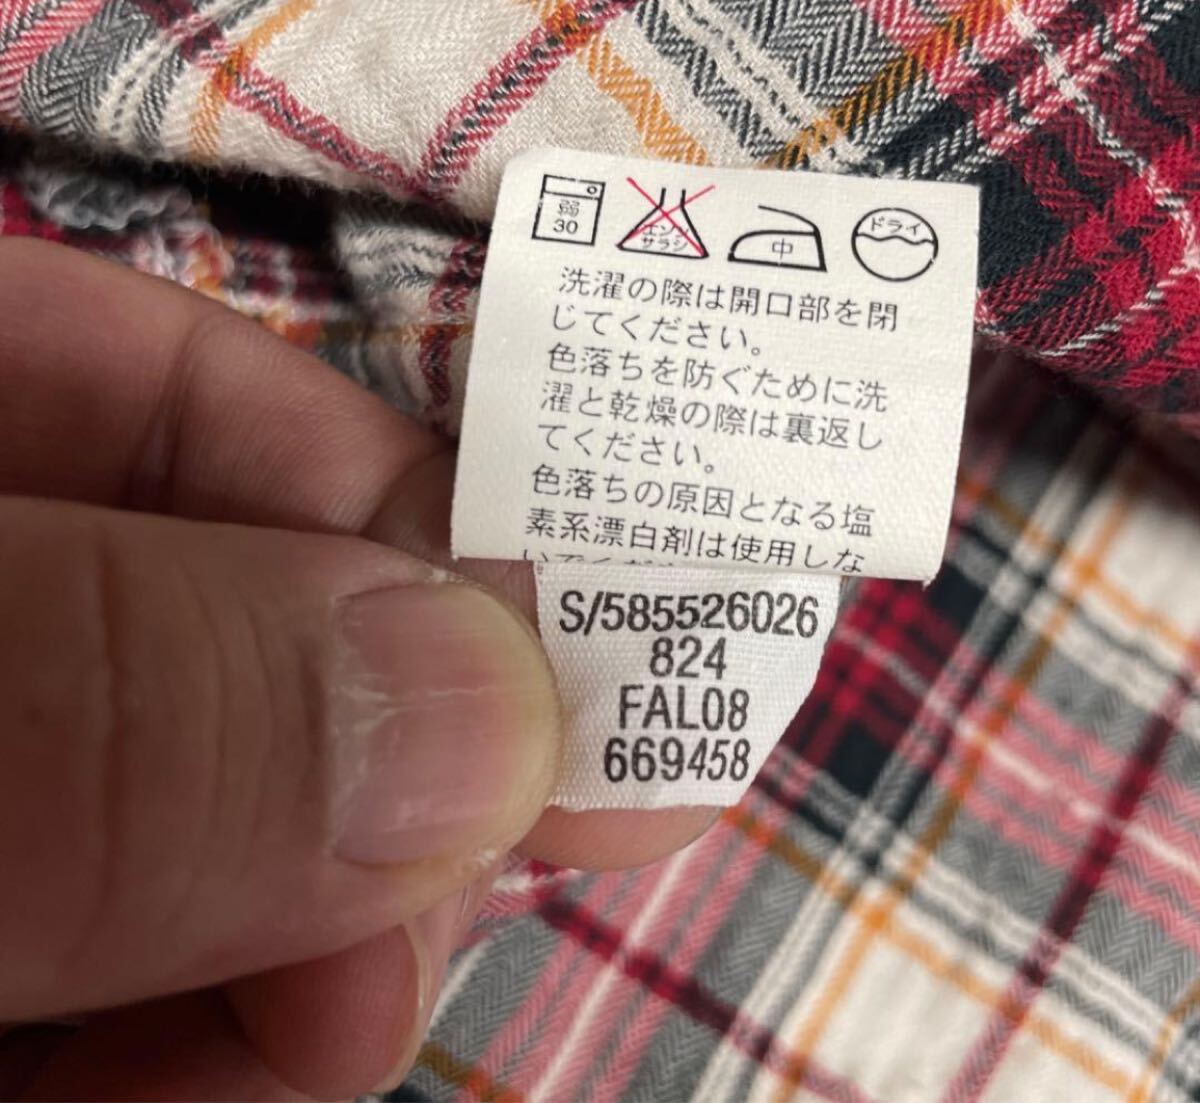 弱
30
エンソ
サラシ
中
ドライ
洗濯の際は開口部を閉
じてください。
色落ちを防ぐために洗
濯と乾燥の際は裏返し
てください。
色落ちの原因となる塩
素系漂白剤は使用しな
S/585526026
824
FAL08
669458